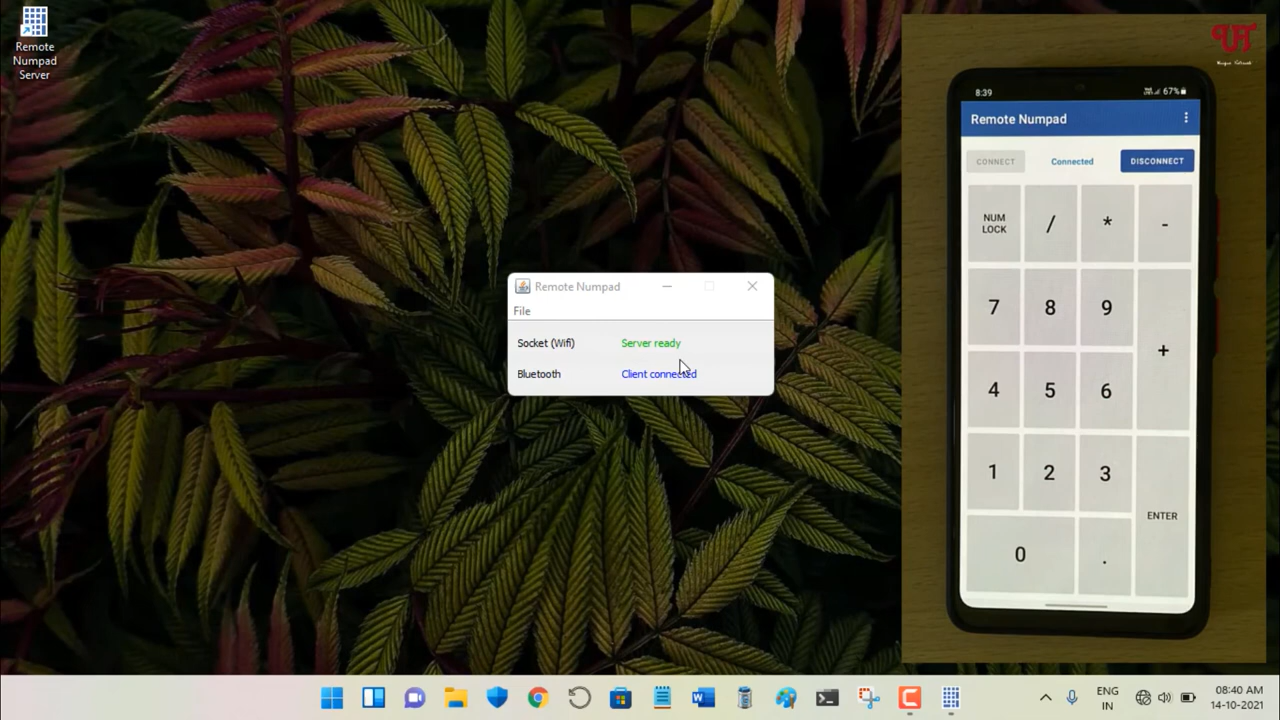 Remote
Numpad
Server
Remote Numpad
File
Socket (Wifi) Server ready
Bluetooth Client connected
UT
8:39 67%
Remote Numpad
CONNECT Connected DISCONNECT
NUM
LOCK / * -
7 8 9
+
4 5 6
1 2 3
ENTER
0 .
ENG
IN
08:40 AM
14-10-2021